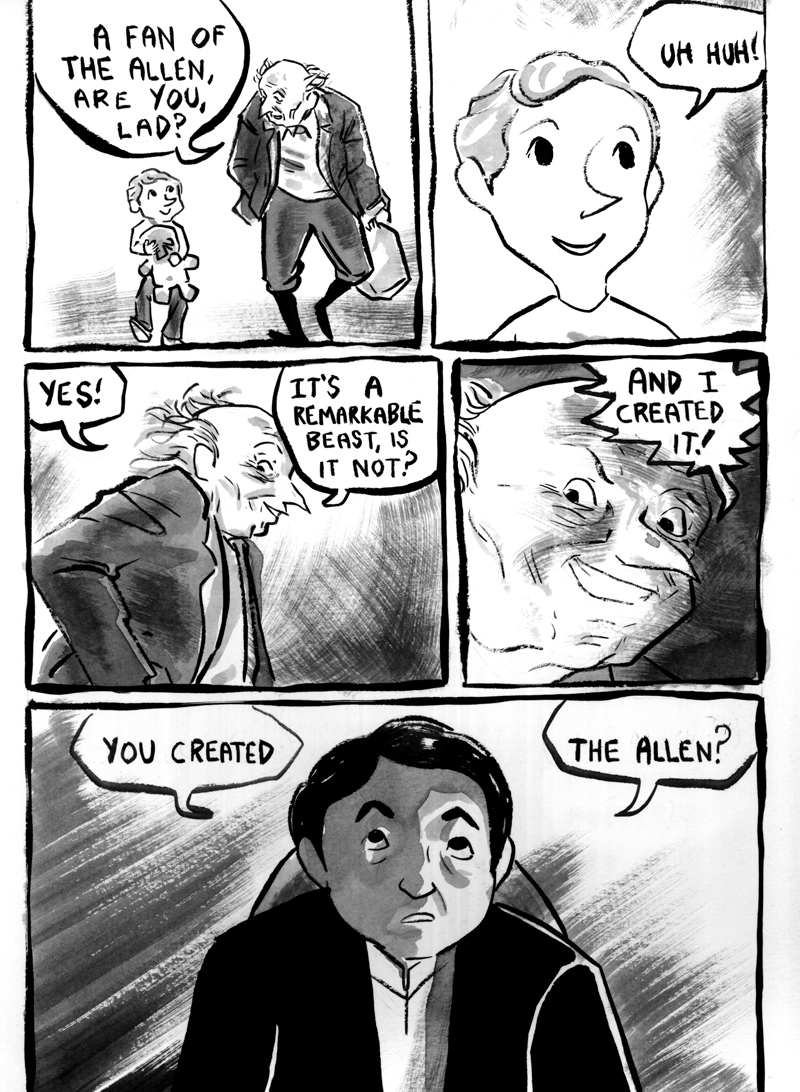 A FAN OF
THE ALLEN,
ARE YOU,
LAD?
UH HUH!
YES!
IT'S A
REMARKABLE
BEAST, IS
IT NOT?
AND I
CREATED
IT!
YOU CREATED
THE ALLEN?